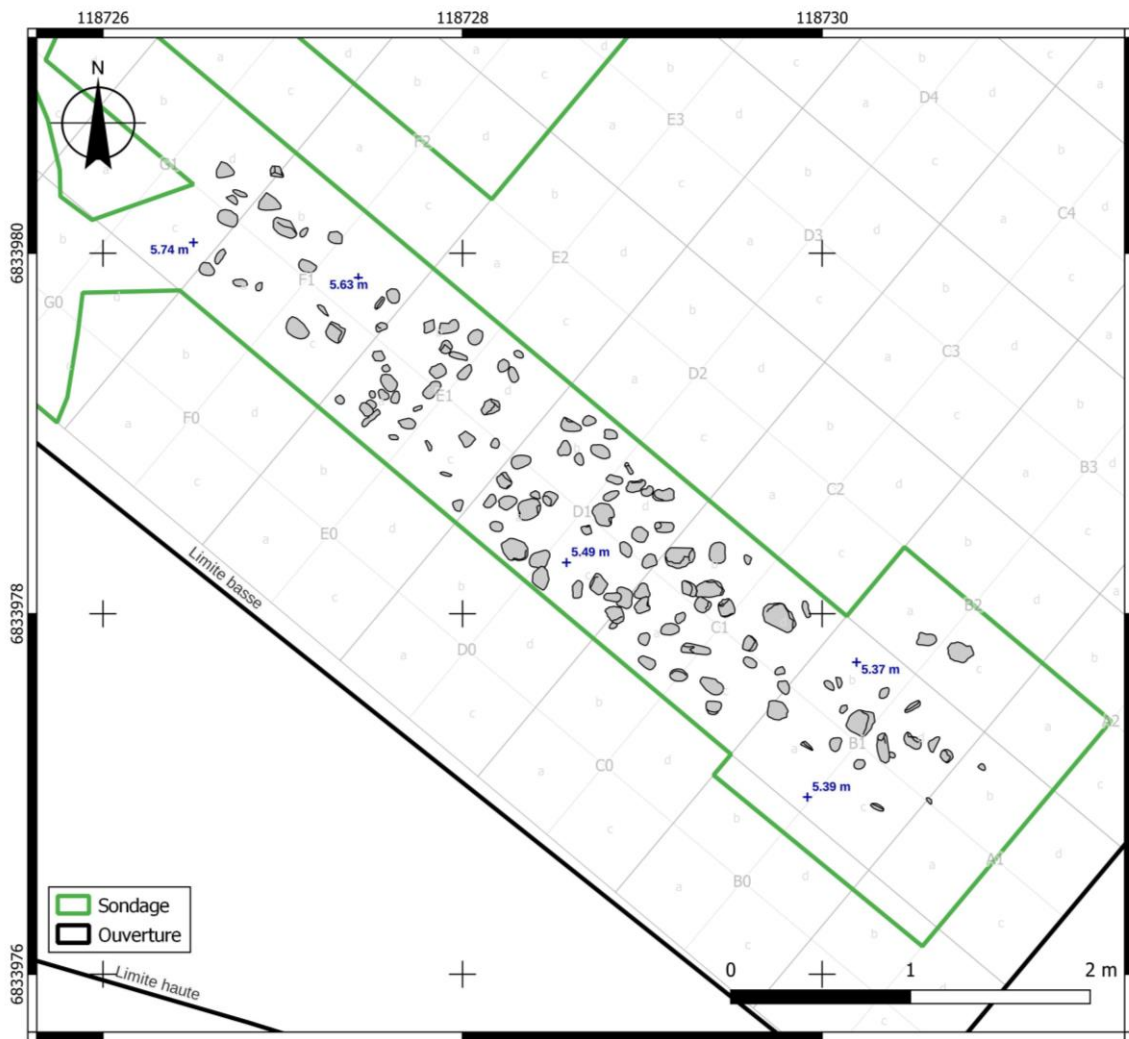 118726
118728
118730
6833980
6833978
6833976
N
D4
E3
F2
G1
C4
D3
E2
G0
F1
C3
D2
E1
F0
B3
C2
D1
E0
B2
C1
D0
A2
B1
C0
A1
B0
5.74 m
5.63 m
5.49 m
5.37 m
5.39 m
Limite basse
Limite haute
Sondage
Ouverture
0 1 2 m